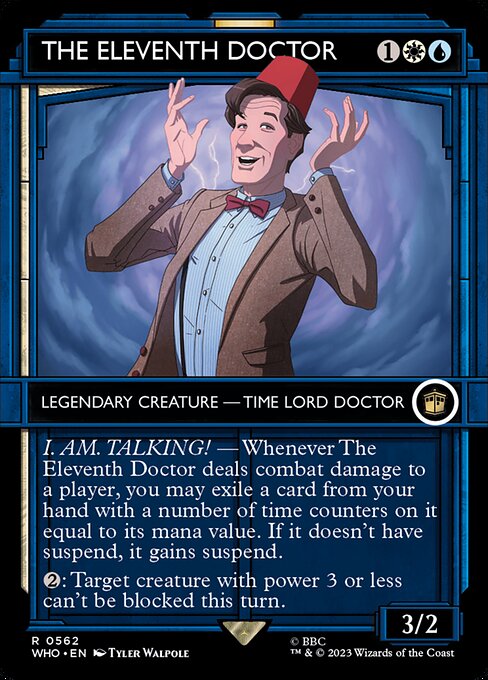 THE ELEVENTH DOCTOR 1
LEGENDARY CREATURE — TIME LORD DOCTOR
I. AM. TALKING! — Whenever The
Eleventh Doctor deals combat damage to
a player, you may exile a card from your
hand with a number of time counters on it
equal to its mana value. If it doesn't have
suspend, it gains suspend.
2: Target creature with power 3 or less
can't be blocked this turn.
3/2
R 0562
WHO • EN TYLER WALPOLE
© BBC
™ & © 2023 Wizards of the Coast